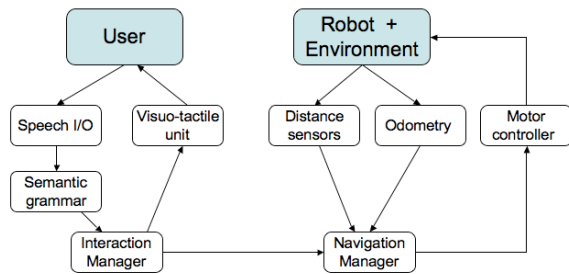 User
Robot +
Environment
Speech I/O
Visuo-tactile
unit
Distance
sensors
Odometry
Motor
controller
Semantic
grammar
Interaction
Manager
Navigation
Manager